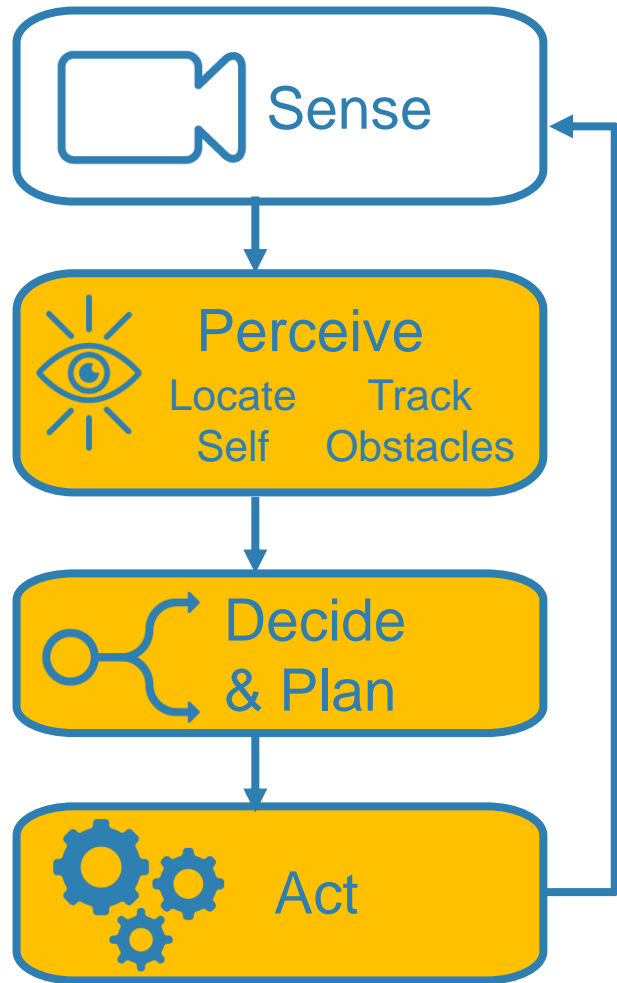 Sense
Perceive
Locate Self
Track Obstacles
Decide
& Plan
Act